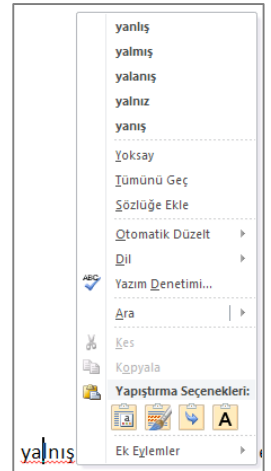 yanlış
yalmış
yalanış
yalnız
yanış
Yoksay
Tümünü Geç
Sözlüğe Ekle
Otomatik Düzelt
Dil
ABC
Yazım Denetimi...
Ara
Kes
Kopyala
Yapıştırma Seçenekleri:
a A
yalnış Ek Eylemler e